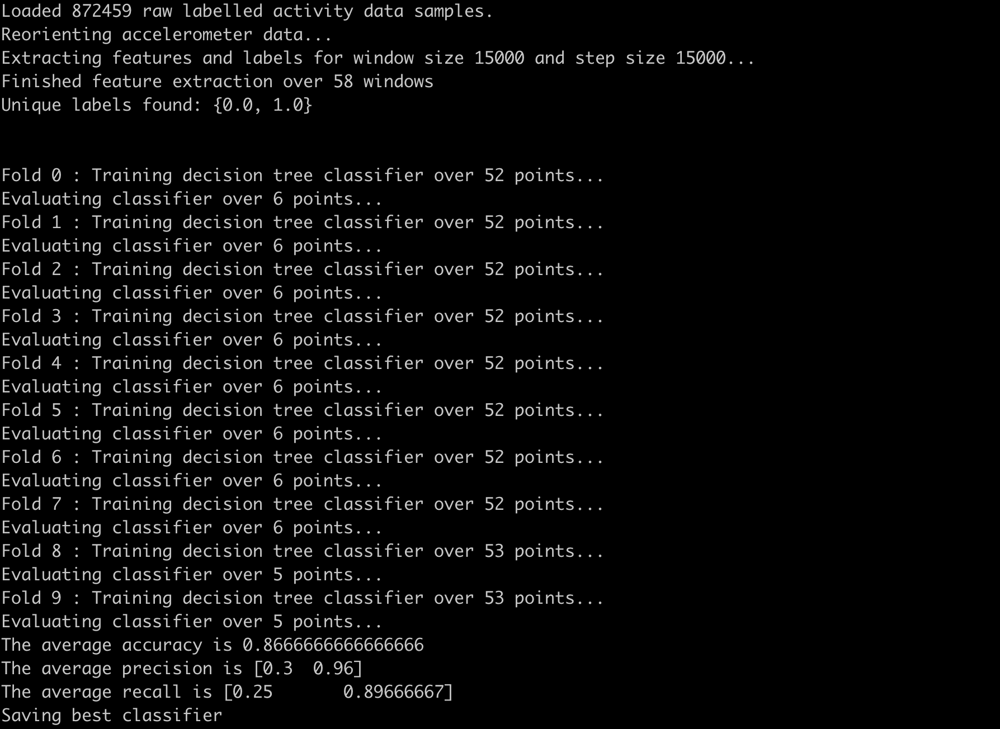 Loaded 872459 raw labelled activity data samples.
Reorienting accelerometer data...
Extracting features and labels for window size 15000 and step size 15000...
Finished feature extraction over 58 windows
Unique labels found: {0.0, 1.0}
Fold 0 : Training decision tree classifier over 52 points...
Evaluating classifier over 6 points...
Fold 1 : Training decision tree classifier over 52 points...
Evaluating classifier over 6 points...
Fold 2 : Training decision tree classifier over 52 points...
Evaluating classifier over 6 points...
Fold 3 : Training decision tree classifier over 52 points...
Evaluating classifier over 6 points...
Fold 4 : Training decision tree classifier over 52 points...
Evaluating classifier over 6 points...
Fold 5 : Training decision tree classifier over 52 points...
Evaluating classifier over 6 points...
Fold 6 : Training decision tree classifier over 52 points...
Evaluating classifier over 6 points...
Fold 7 : Training decision tree classifier over 52 points...
Evaluating classifier over 6 points...
Fold 8 : Training decision tree classifier over 53 points...
Evaluating classifier over 5 points...
Fold 9 : Training decision tree classifier over 53 points...
Evaluating classifier over 5 points...
The average accuracy is 0.8666666666666666
The average precision is [0.3  0.96]
The average recall is [0.25       0.89666667]
Saving best classifier